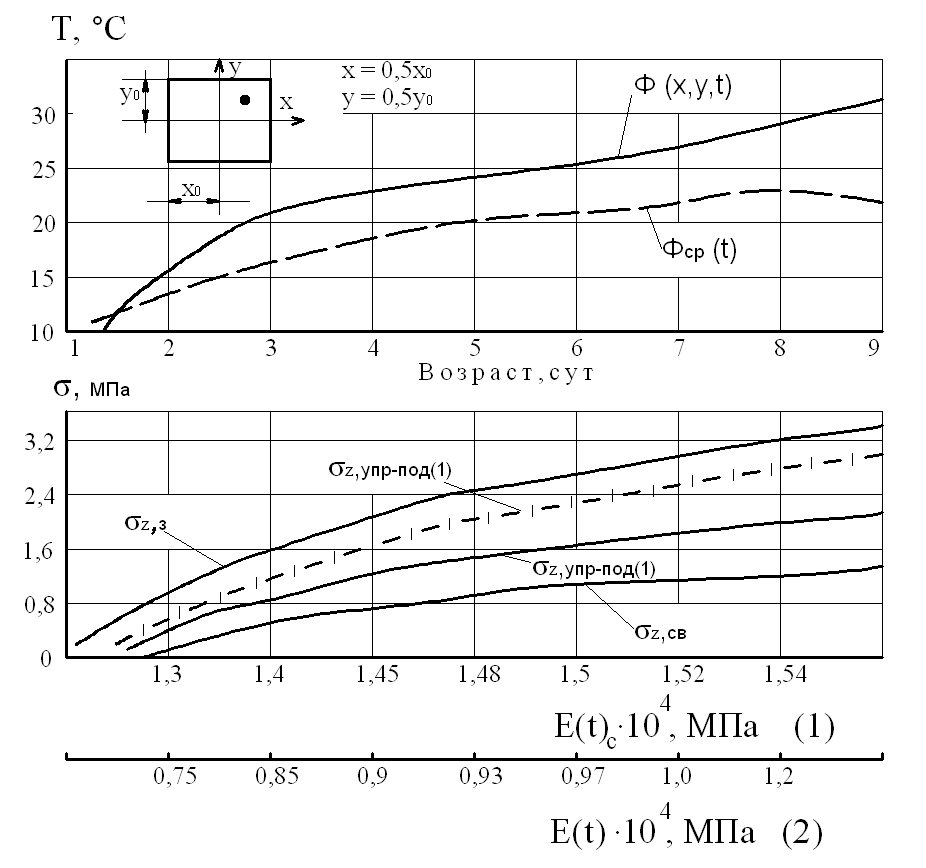 T, °C
y
x = 0,5x₀
y = 0,5y₀
Ф (x,y,t)
y₀
x
x₀
Фср (t)
30
25
20
15
10
1 2 3 4 5 6 7 8 9
Возраст,сут
σ, МПа
3,2
2,4
1,6
0,8
0
σz,упр-под(1)
σz,з
σz,упр-под(1)
σz,св
1,3 1,4 1,45 1,48 1,5 1,52 1,54
E(t)c·10⁴, МПа (1)
0,75 0,85 0,9 0,93 0,97 1,0 1,2
E(t)·10⁴, МПа (2)